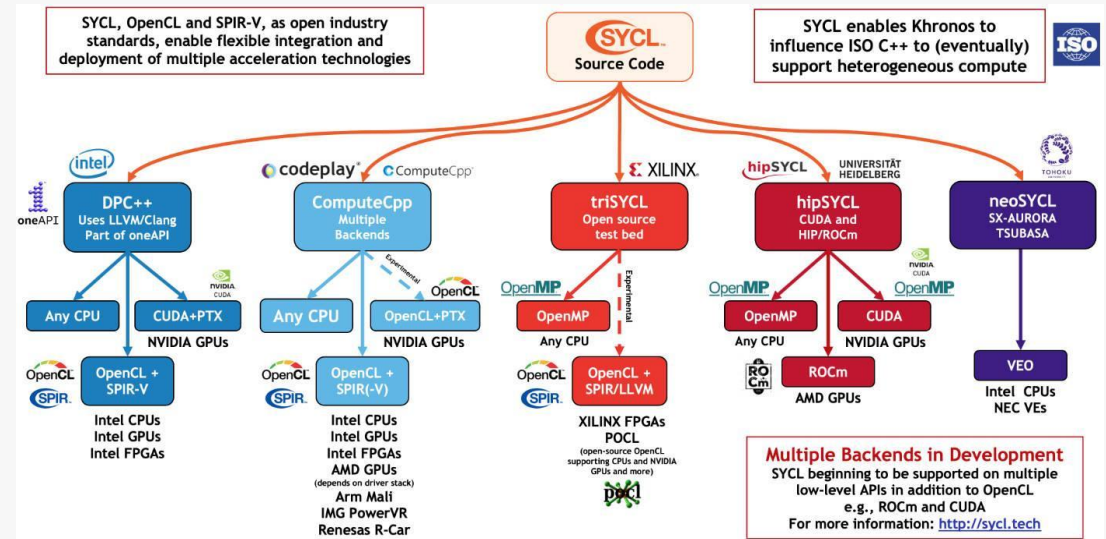 SYCL, OpenCL and SPIR-V, as open industry
standards, enable flexible integration and
deployment of multiple acceleration technologies
SYCL™
Source Code
SYCL enables Khronos to
influence ISO C++ to (eventually)
support heterogeneous compute
ISO
intel
oneAPI
DPC++
Uses LLVM/Clang
Part of oneAPI
codeplay®
ComputeCpp™
ComputeCpp
Multiple
Backends
XILINX®
triSYCL
Open source
test bed
hipSYCL
UNIVERSITÄT
HEIDELBERG
hipSYCL
CUDA and
HIP/ROCm
TOHOKU
UNIVERSITY
neoSYCL
SX-AURORA
TSUBASA
Any CPU
NVIDIA
CUDA
CUDA+PTX
NVIDIA GPUs
OpenCL
SPIR
OpenCL +
SPIR-V
Intel CPUs
Intel GPUs
Intel FPGAs
Experimental
Any CPU
OpenCL
OpenCL+PTX
NVIDIA GPUs
OpenCL
SPIR
OpenCL +
SPIR(-V)
Intel CPUs
Intel GPUs
Intel FPGAs
AMD GPUs
(depends on driver stack)
Arm Mali
IMG PowerVR
Renesas R-Car
OpenMP
OpenMP
Any CPU
Experimental
OpenCL
SPIR
OpenCL +
SPIR/LLVM
XILINX FPGAs
POCL
(open-source OpenCL
supporting CPUs and NVIDIA
GPUs and more)
pocl
OpenMP
OpenMP
Any CPU
NVIDIA
CUDA
OpenMP
CUDA
NVIDIA GPUs
ROCm
ROCm
AMD GPUs
VEO
Intel CPUs
NEC VEs
Multiple Backends in Development
SYCL beginning to be supported on multiple
low-level APIs in addition to OpenCL
e.g., ROCm and CUDA
For more information: http://sycl.tech